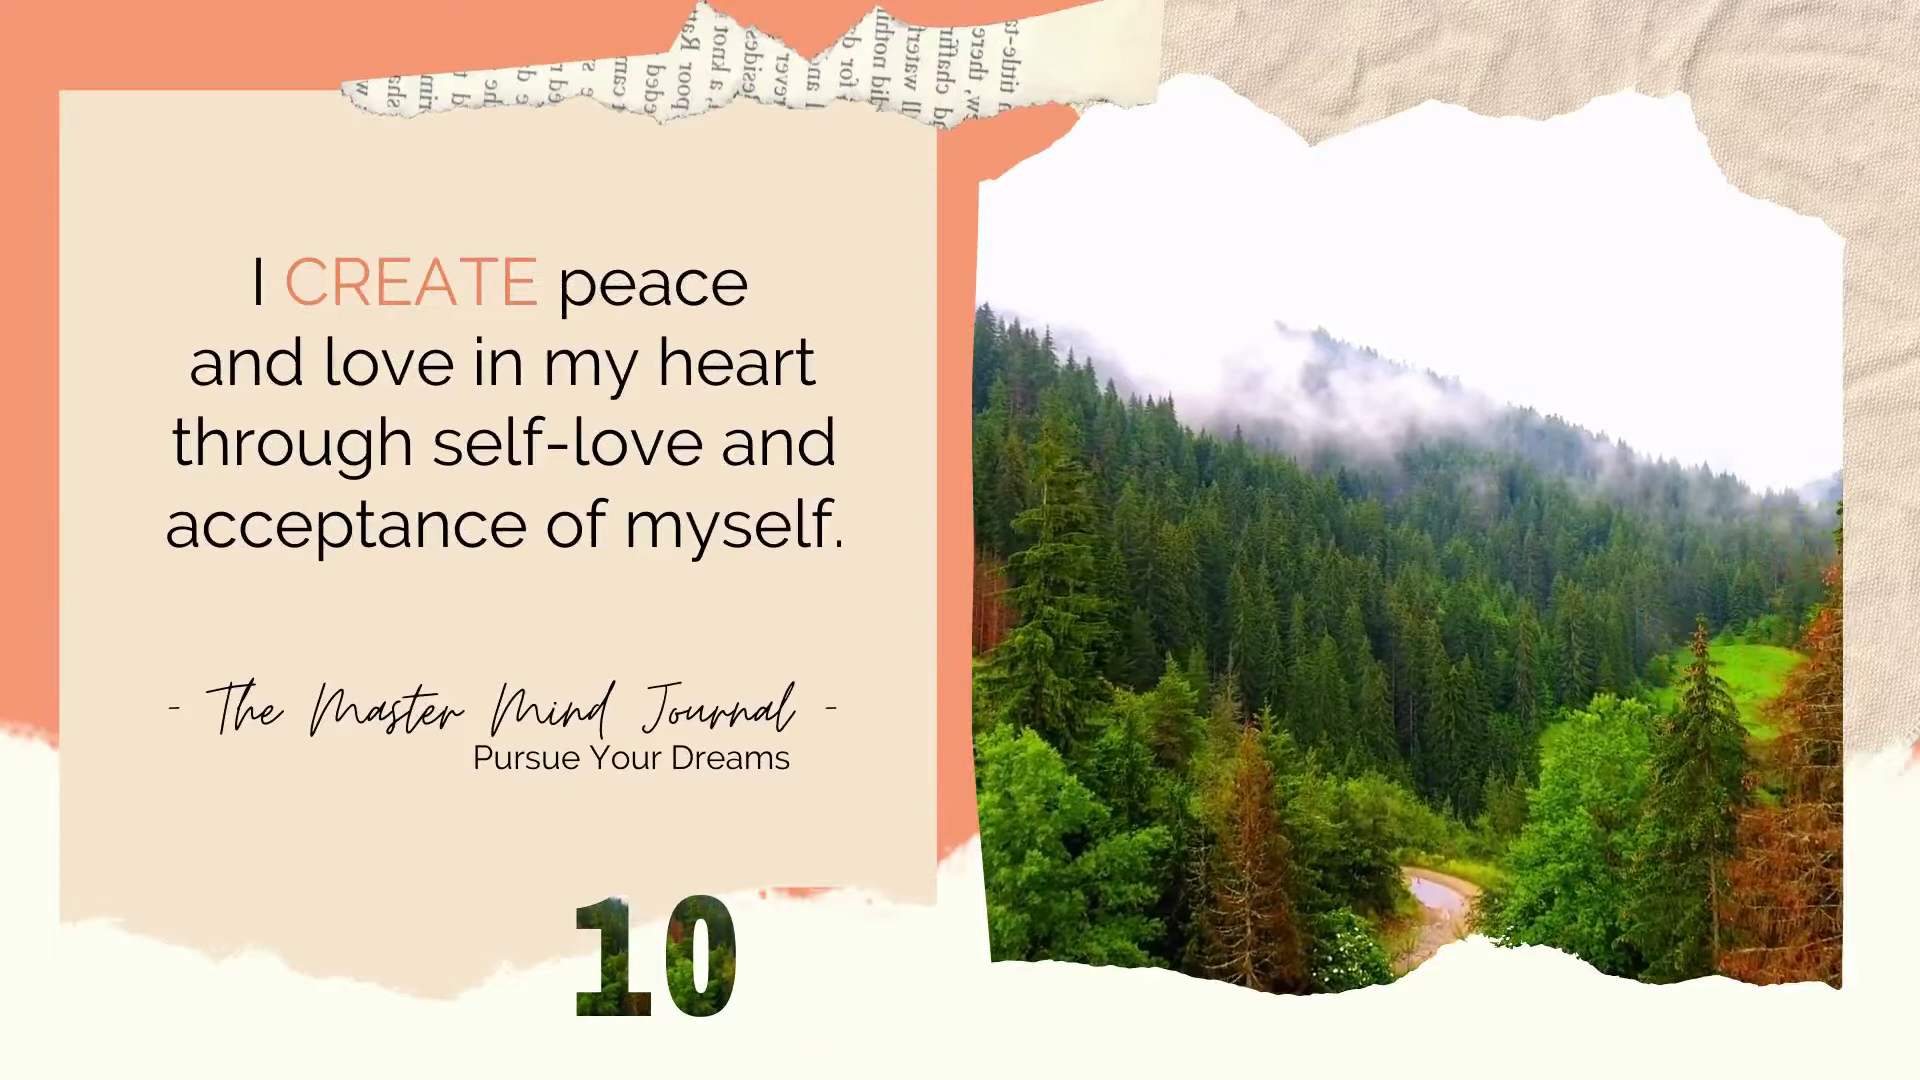 I CREATE peace
and love in my heart
through self-love and
acceptance of myself.
- The Master Mind Journal -
Pursue Your Dreams
10